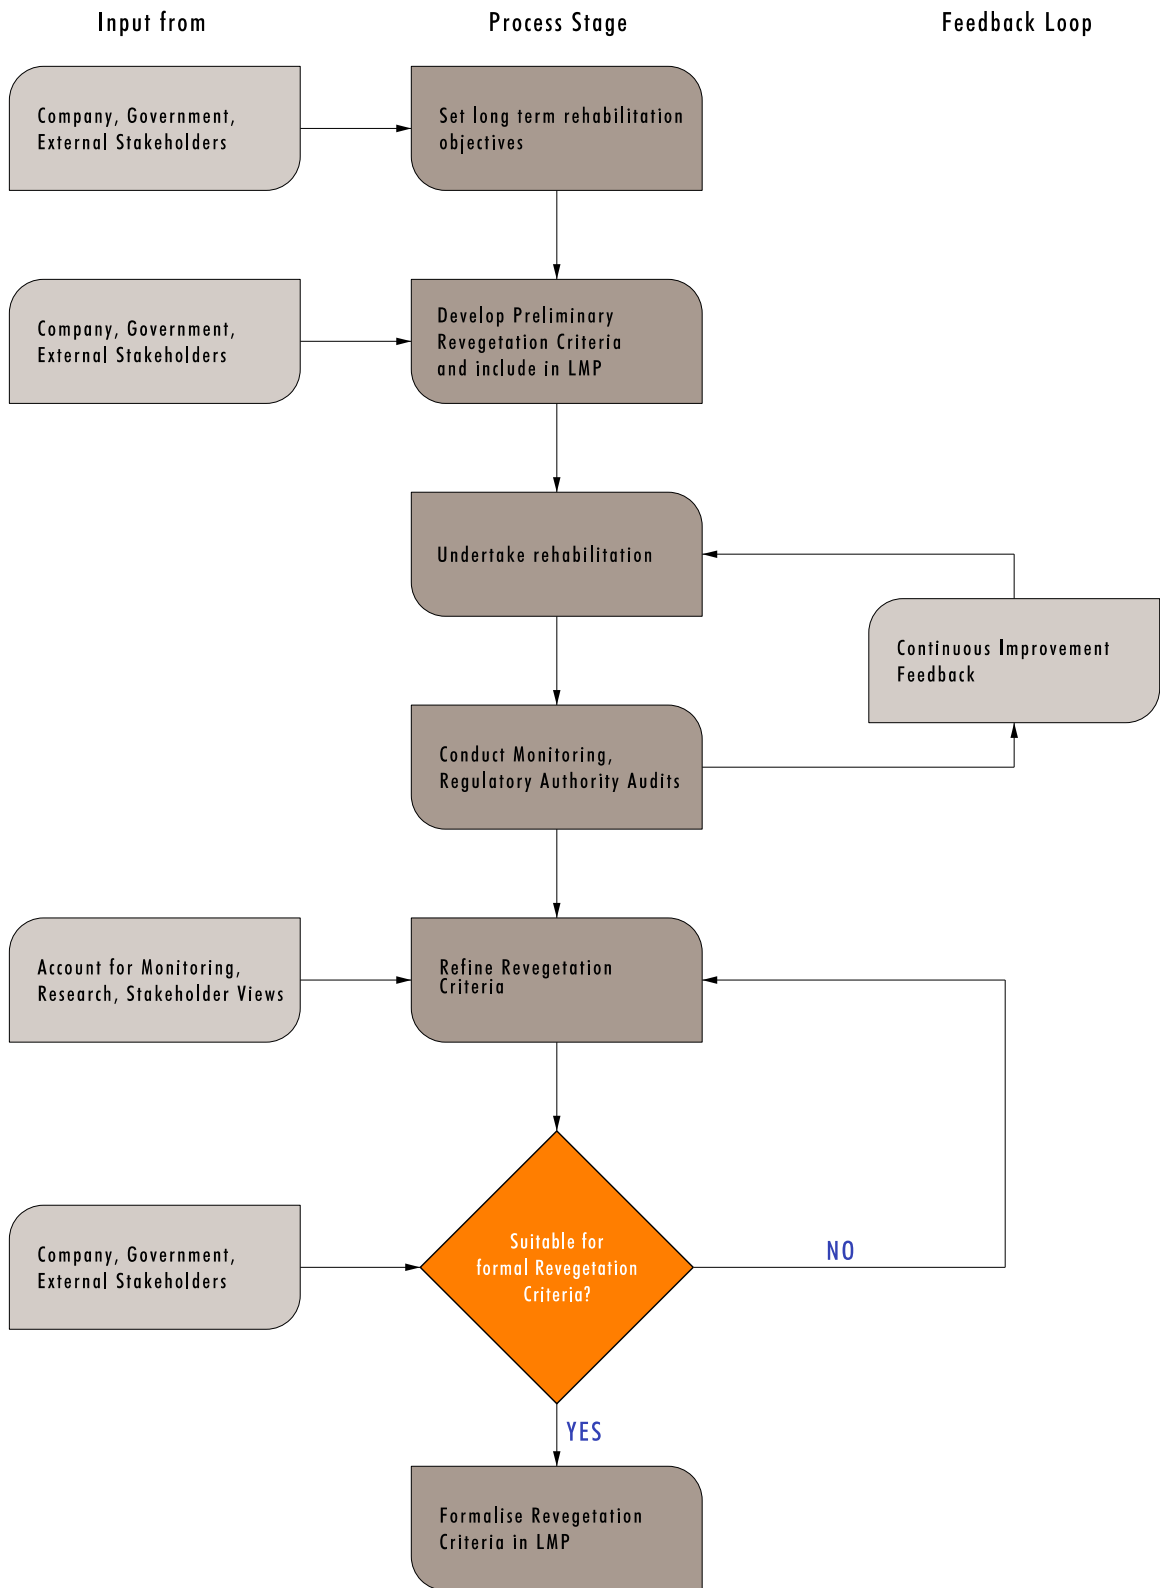 Input from
Process Stage
Feedback Loop
Company, Government,
External Stakeholders
Set long term rehabilitation
objectives
Company, Government,
External Stakeholders
Develop Preliminary
Revegetation Criteria
and include in LMP
Undertake rehabilitation
Continuous Improvement
Feedback
Conduct Monitoring,
Regulatory Authority Audits
Account for Monitoring,
Research, Stakeholder Views
Refine Revegetation
Criteria
Company, Government,
External Stakeholders
Suitable for
formal Revegetation
Criteria?
NO
YES
Formalise Revegetation
Criteria in LMP